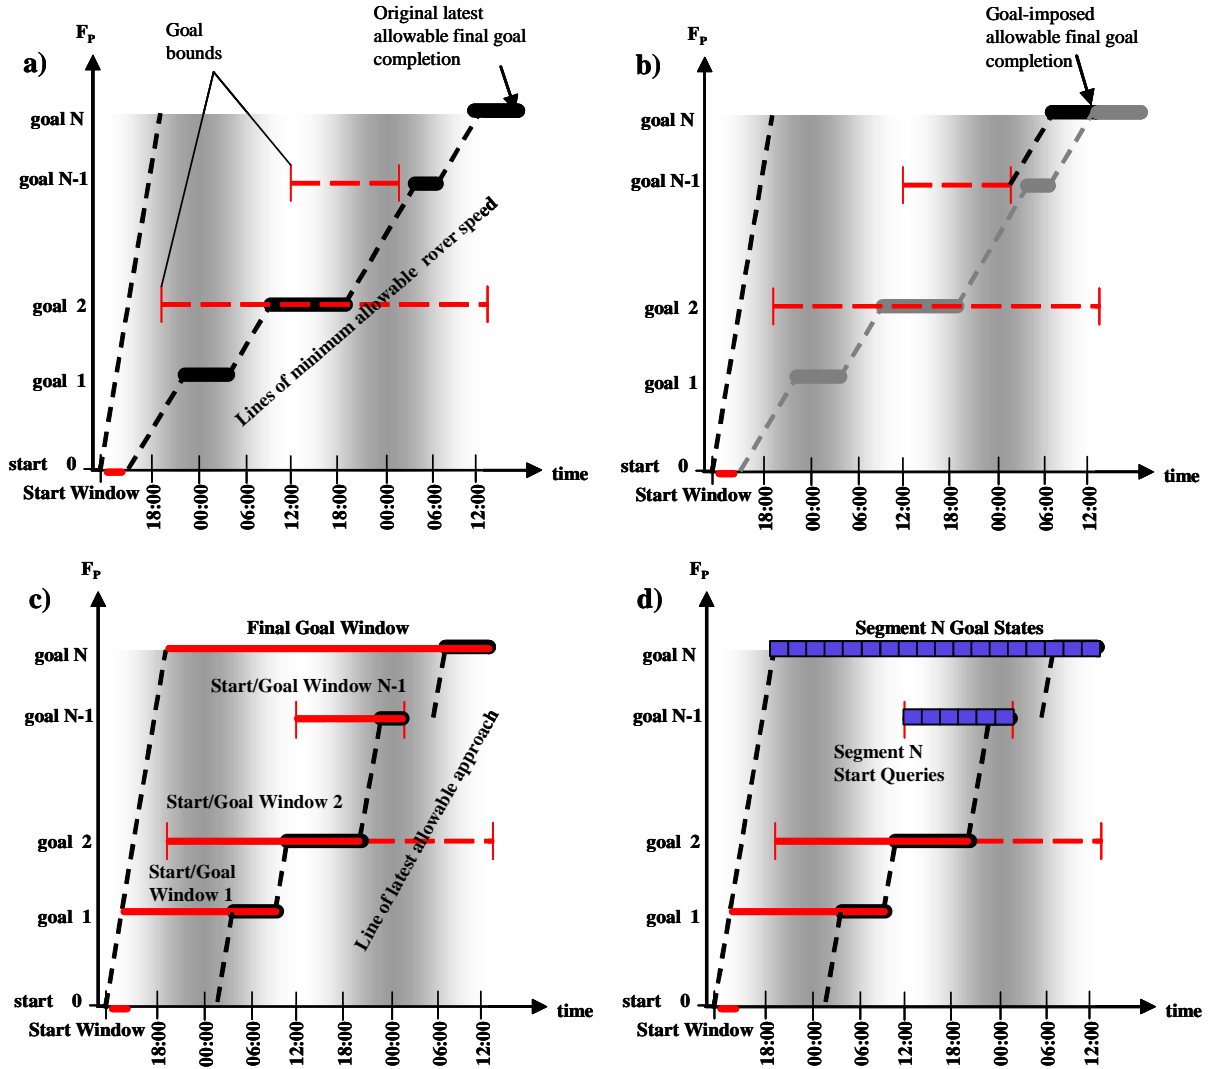 a)
F_P
Goal
bounds
Original latest
allowable final goal
completion
goal N
goal N-1
goal 2
goal 1
start 0
Lines of minimum allowable rover speed
time
Start Window
18:00
00:00
06:00
12:00
18:00
00:00
06:00
12:00
b)
F_P
Goal-imposed
allowable final goal
completion
goal N
goal N-1
goal 2
goal 1
start 0
time
Start Window
18:00
00:00
06:00
12:00
18:00
00:00
06:00
12:00
c)
F_P
Final Goal Window
goal N
Start/Goal Window N-1
goal N-1
Start/Goal Window 2
goal 2
Start/Goal
Window 1
goal 1
Line of latest allowable approach
start 0
time
Start Window
18:00
00:00
06:00
12:00
18:00
00:00
06:00
12:00
d)
F_P
Segment N Goal States
goal N
goal N-1
Segment N
Start Queries
goal 2
goal 1
start 0
time
Start Window
18:00
00:00
06:00
12:00
18:00
00:00
06:00
12:00